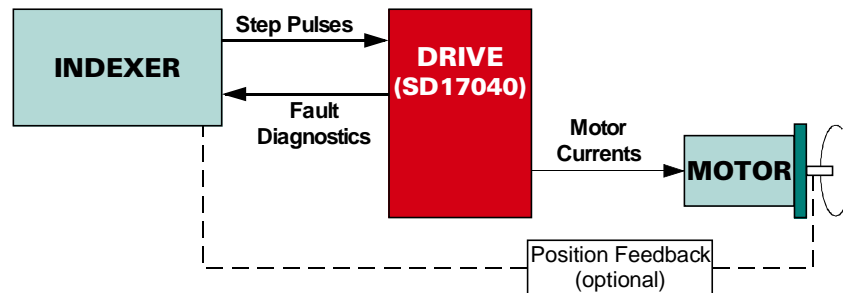 INDEXER
Step Pulses
Fault
Diagnostics
DRIVE
(SD17040)
Motor
Currents
MOTOR
Position Feedback
(optional)